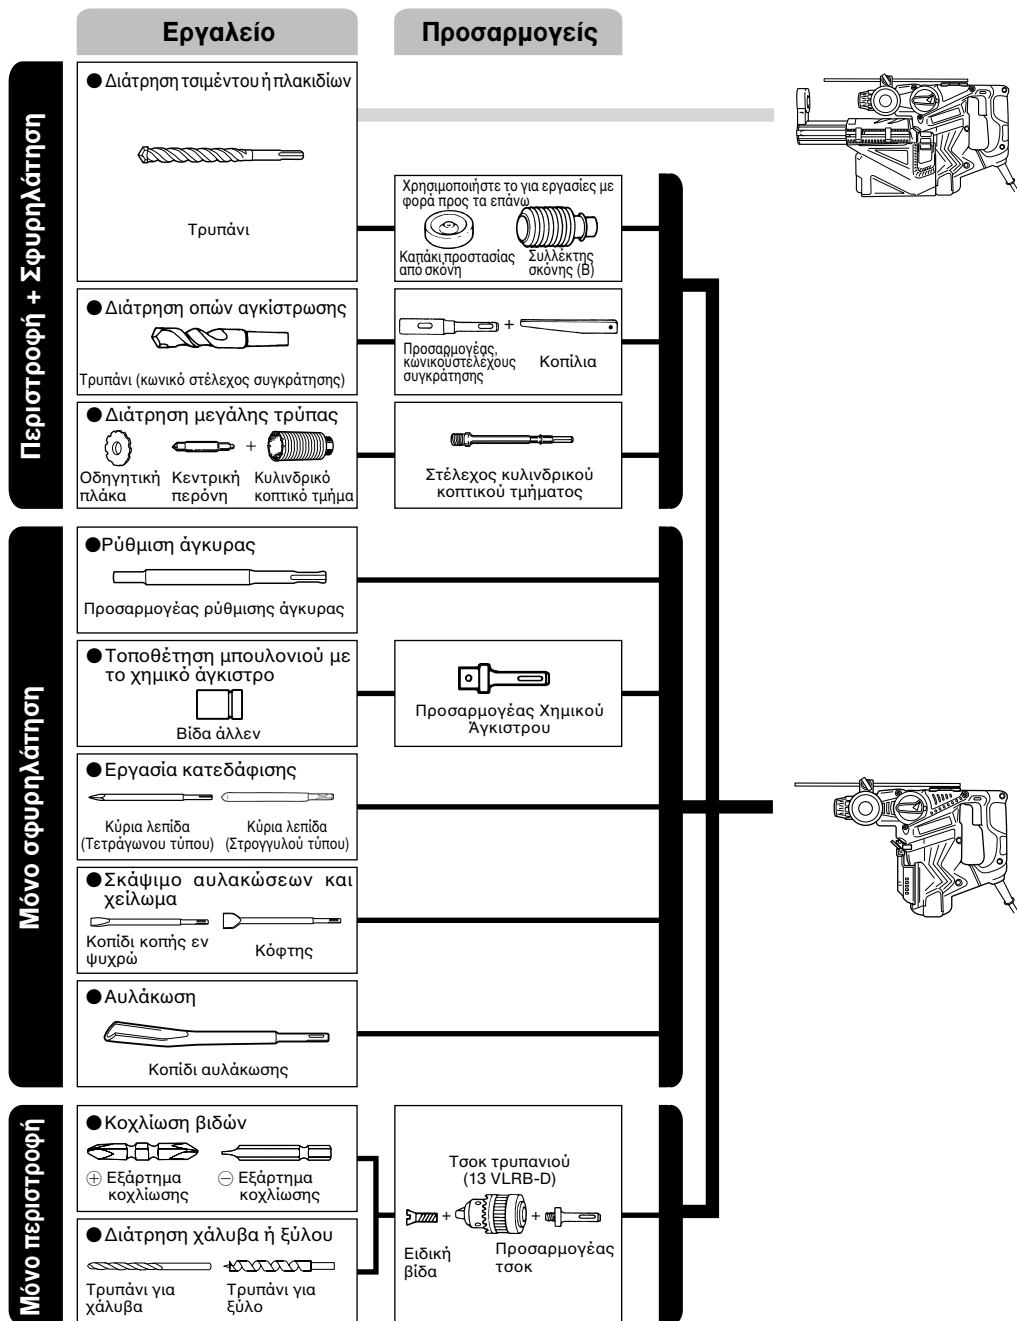 Εργαλείο
Προσαρμογείς
Περιστροφή + Σφυρηλάτηση
● Διάτρηση τσιμέντου ή πλακιδίων
Τρυπάνι
Χρησιμοποιήστε το για εργασίες με
φορά προς τα επάνω
Καπάκι προστασίας
από σκόνη
Συλλέκτης
σκόνης (B)
● Διάτρηση οπών αγκίστρωσης
Τρυπάνι (κωνικό στέλεχος συγκράτησης)
+
Προσαρμογέας,
κωνικού στελέχους
συγκράτησης
Κοπίλια
● Διάτρηση μεγάλης τρύπας
+
Οδηγητική
πλάκα
Κεντρική
περόνη
Κυλινδρικό
κοπτικό τμήμα
Στέλεχος κυλινδρικού
κοπτικού τμήματος
Μόνο σφυρηλάτηση
● Ρύθμιση άγκυρας
Προσαρμογέας ρύθμισης άγκυρας
● Τοποθέτηση μπουλονιού με
το χημικό άγκιστρο
Βίδα άλλεν
Προσαρμογέας Χημικού
Άγκιστρου
● Εργασία κατεδάφισης
Κύρια λεπίδα
(Τετράγωνου τύπου)
Κύρια λεπίδα
(Στρογγυλού τύπου)
● Σκάψιμο αυλακώσεων και
χείλωμα
Κοπίδι κοπής εν
ψυχρώ
Κόφτης
● Αυλάκωση
Κοπίδι αυλάκωσης
Μόνο περιστροφή
● Κοχλίωση βιδών
⊕ Εξάρτημα
κοχλίωσης
⊖ Εξάρτημα
κοχλίωσης
● Διάτρηση χάλυβα ή ξύλου
Τρυπάνι για
χάλυβα
Τρυπάνι για
ξύλο
Τσοκ τρυπανιού
(13 VLRB-D)
+ +
Ειδική
βίδα
Προσαρμογέας
τσοκ